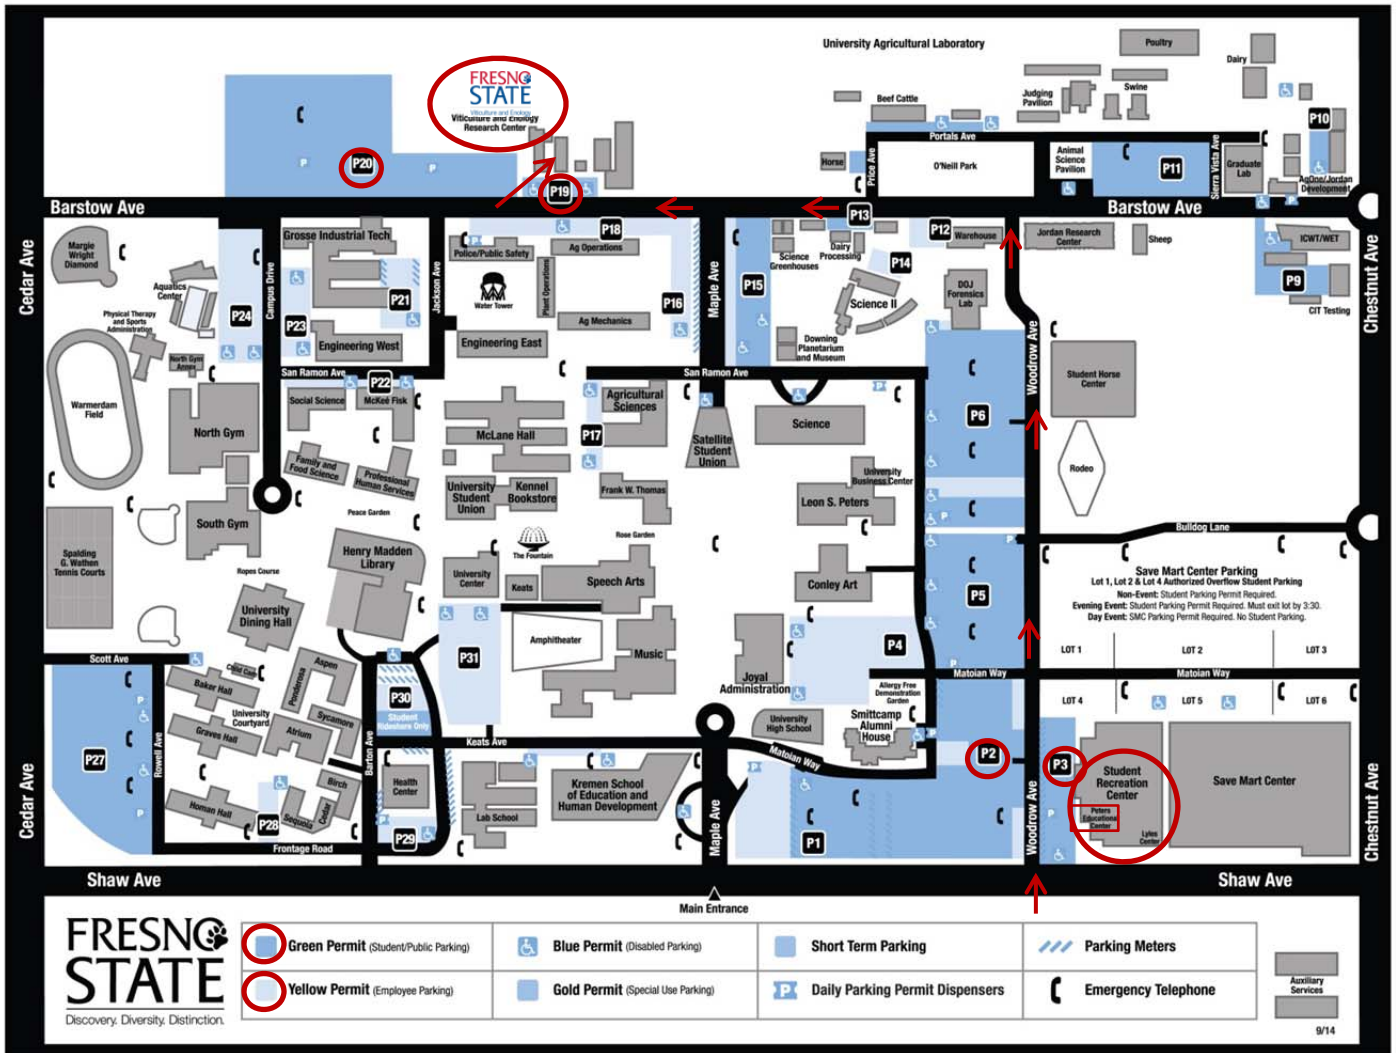 University Agricultural Laboratory
Poultry
Dairy
FRESNO
STATE
Viticulture and Enology
Viticulture and Enology
Research Center
Beef Cattle
Judging
Pavilion
Swine
P10
Portals Ave
P20
P19
Horse
Price Ave
O'Neill Park
Animal
Science
Pavilion
P11
Sierra Vista Ave
Graduate
Lab
AgOne/Jordan
Development
Barstow Ave
Barstow Ave
P13
Cedar Ave
Chestnut Ave
Margie
Wright
Diamond
Grosse Industrial Tech
P18
Ag Operations
Police/Public Safety
P12
Warehouse
Jordan Research
Center
Sheep
ICWT/WET
Science
Greenhouses
Dairy
Processing
P14
Aquatics
Center
Campus Drive
Jackson Ave
Water Tower
Plant Operations
Maple Ave
P15
P9
CIT Testing
P21
P16
Science II
DOJ
Forensics
Lab
Physical Therapy
and Sports
Administration
P24
P23
Ag Mechanics
Engineering West
Engineering East
Downing
Planetarium
and Museum
Woodrow Ave
North Gym
Annex
San Ramon Ave
San Ramon Ave
P22
Social Science
McKee Fisk
Agricultural
Sciences
Student Horse
Center
Warmerdam
Field
North Gym
McLane Hall
P17
Satellite
Student
Union
Science
P6
Rodeo
Family and
Food Science
Professional
Human Services
University
Student
Union
Kennel
Bookstore
Frank W. Thomas
University
Business Center
Leon S. Peters
South Gym
Peace Garden
Bulldog Lane
Spalding
G. Wathen
Tennis Courts
Henry Madden
Library
The Fountain
Rose Garden
Ropes Course
University
Center
Keats
Speech Arts
Conley Art
P5
Save Mart Center Parking
Lot 1, Lot 2 & Lot 4 Authorized Overflow Student Parking
Non-Event: Student Parking Permit Required.
Evening Event: Student Parking Permit Required. Must exit lot by 3:30.
Day Event: SMC Parking Permit Required. No Student Parking.
University
Dining Hall
Amphitheater
Music
P4
LOT 1
LOT 2
LOT 3
Scott Ave
P31
Joyal
Administration
Matoian Way
Matoian Way
Child Care
Aspen
Ponderosa
Baker Hall
University
Courtyard
Sycamore
Graves Hall
Atrium
P30
Student
Rideshare Only
Allergy Free
Demonstration
Garden
LOT 4
LOT 5
LOT 6
University
High School
Smittcamp
Alumni
House
P27
Rowell Ave
Barton Ave
Keats Ave
Matoian Way
P2
P3
Student
Recreation
Center
Save Mart Center
Cedar Ave
Chestnut Ave
Homan Hall
Birch
Cedar
Sequoia
P28
Health
Center
P29
Lab School
Kremen School
of Education and
Human Development
Maple Ave
P1
Woodrow Ave
Peters
Educational
Center
Lyles
Center
Frontage Road
Shaw Ave
Shaw Ave
Main Entrance
FRESNO
STATE
Discovery. Diversity. Distinction.
Green Permit (Student/Public Parking)
Blue Permit (Disabled Parking)
Short Term Parking
Parking Meters
Yellow Permit (Employee Parking)
Gold Permit (Special Use Parking)
P Daily Parking Permit Dispensers
Emergency Telephone
Auxiliary
Services
9/14